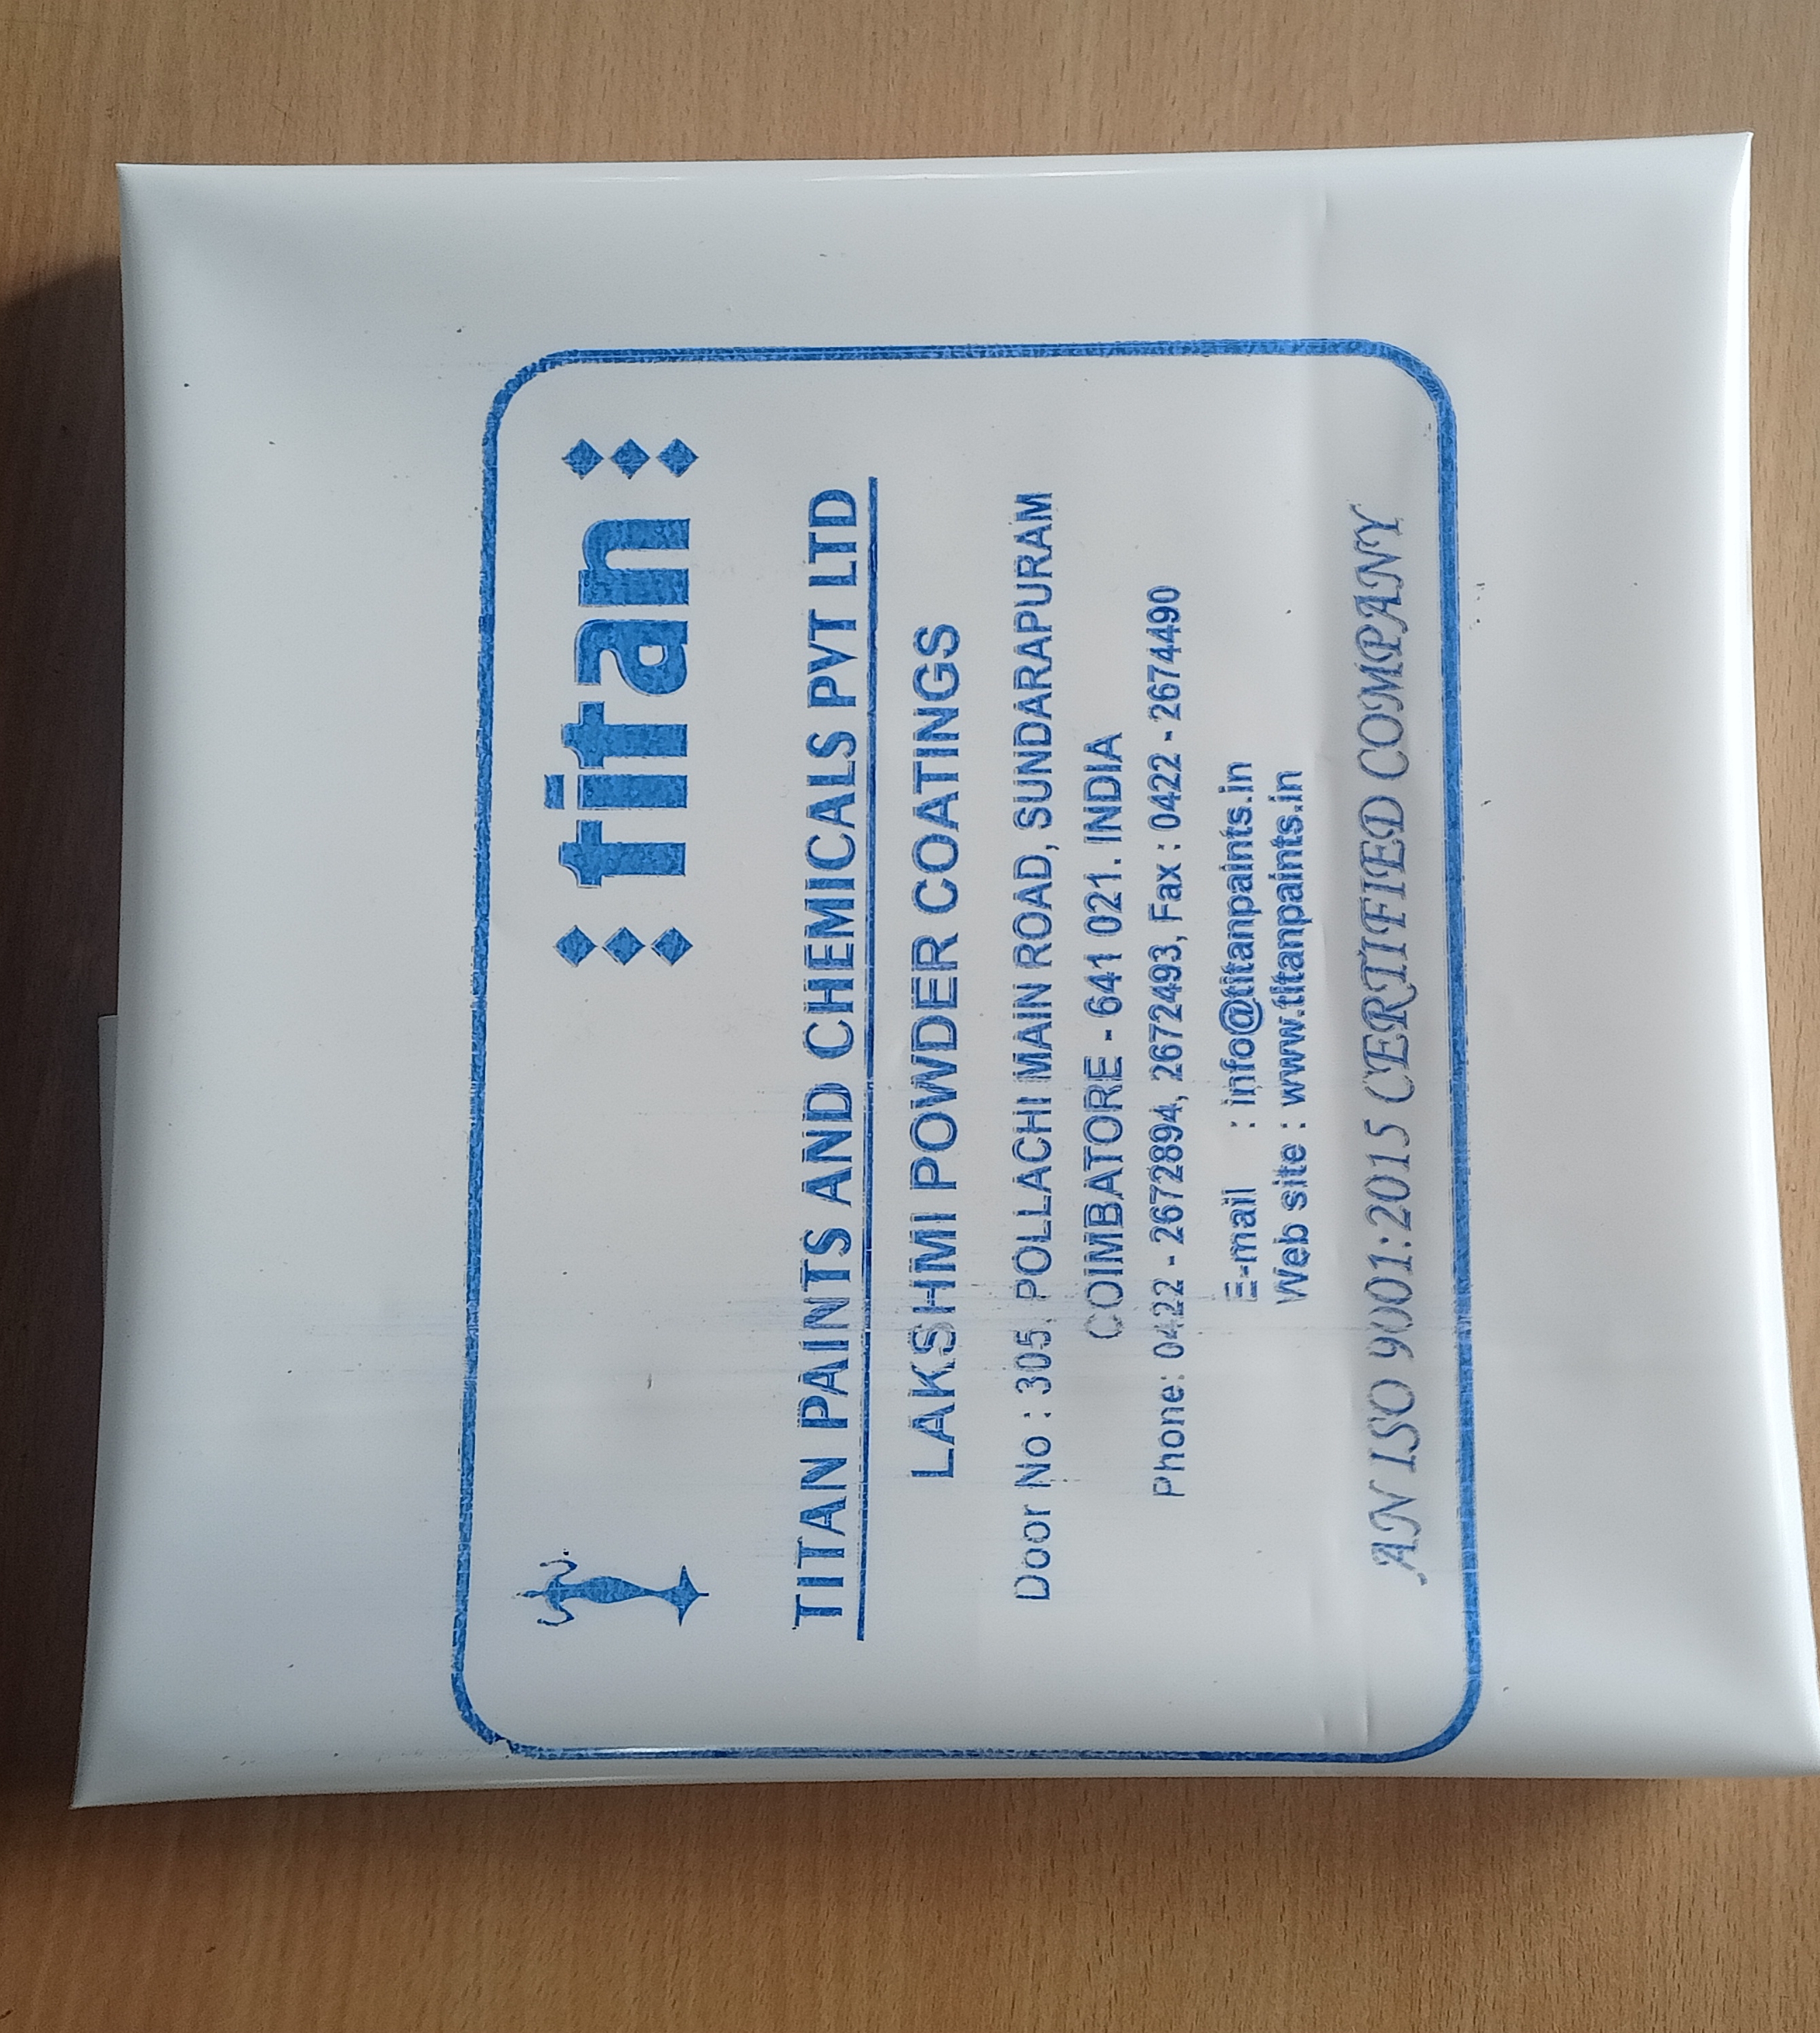 titan
TITAN PAINTS AND CHEMICALS PVT LTD
LAKSHMI POWDER COATINGS
Door No : 305, POLLACHI MAIN ROAD, SUNDARAPURAM
COIMBATORE - 641 021. INDIA
Phone: 0422 - 2672894, 2672493, Fax : 0422 - 2674490
E-mail : info@titanpaints.in
Web site : www.titanpaints.in
AN ISO 9001:2015 CERTIFIED COMPANY